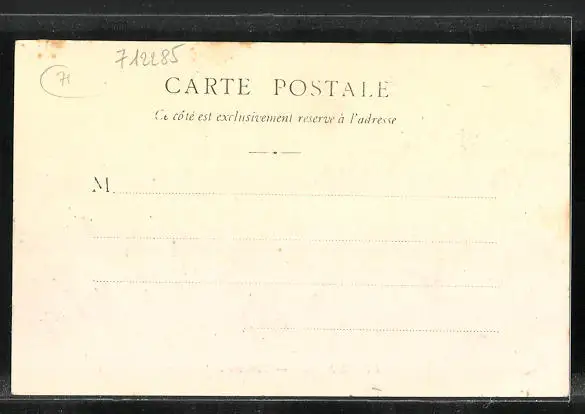 712285
71
CARTE POSTALE
Ce côté est exclusivement reservé à l'adresse
M.